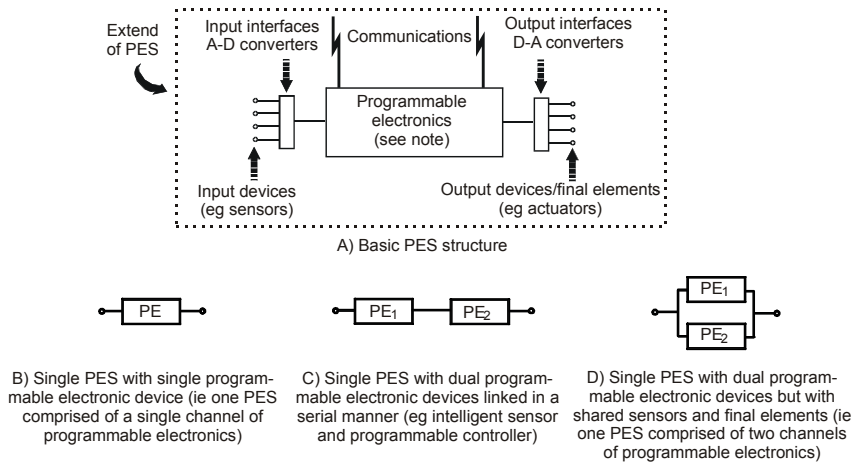 Extend
of PES
Input interfaces
A-D converters
Communications
Output interfaces
D-A converters
Programmable
electronics
(see note)
Input devices
(eg sensors)
Output devices/final elements
(eg actuators)
A) Basic PES structure
PE
PE1
PE2
PE1
PE2
B) Single PES with single program-
mable electronic device (ie one PES
comprised of a single channel of
programmable electronics)
C) Single PES with dual program-
mable electronic devices linked in a
serial manner (eg intelligent sensor
and programmable controller)
D) Single PES with dual program-
mable electronic devices but with
shared sensors and final elements (ie
one PES comprised of two channels
of programmable electronics)